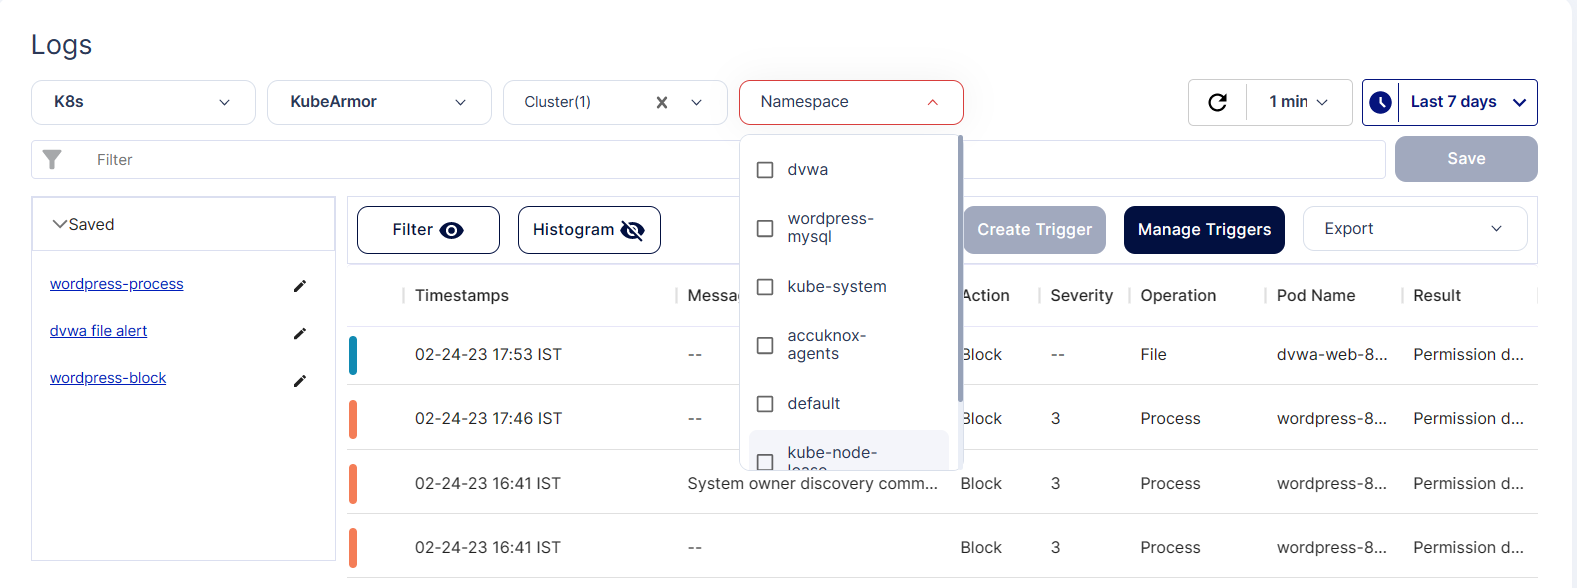 Logs
K8s
KubeArmor
Cluster(1)
Namespace
1 min
Last 7 days
Filter
Save
dvwa
wordpress-
mysql
kube-system
accuknox-
agents
default
kube-node-
Saved
wordpress-process
dvwa file alert
wordpress-block
Filter
Histogram
Create Trigger
Manage Triggers
Export
Timestamps Messa Action Severity Operation Pod Name Result
02-24-23 17:53 IST -- Block -- File dvwa-web-8... Permission d...
02-24-23 17:46 IST -- Block 3 Process wordpress-8... Permission d...
02-24-23 16:41 IST System owner discovery comm... Block 3 Process wordpress-8... Permission d...
02-24-23 16:41 IST -- Block 3 Process wordpress-8... Permission d...